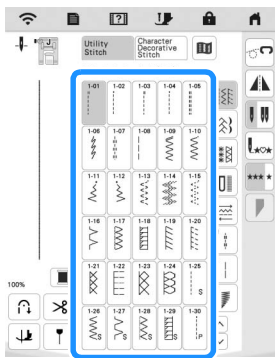 ?
J
Utility
Stitch
Character
Decorative
Stitch
1-01 1-02 1-03 1-04 1-05
1-06 1-07 1-08 1-09 1-10
1-11 1-12 1-13 1-14 1-15
1-16 1-17 1-18 1-19 1-20
1-21 1-22 1-23 1-24 1-25
S
1-26 1-27 1-28 1-29 1-30
S S S S P
100%